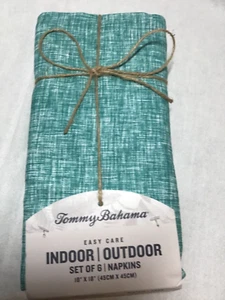 Tommy Bahama
EASY CARE
INDOOR | OUTDOOR
SET OF 6 | NAPKINS
18" X 18" (45CM X 45CM)